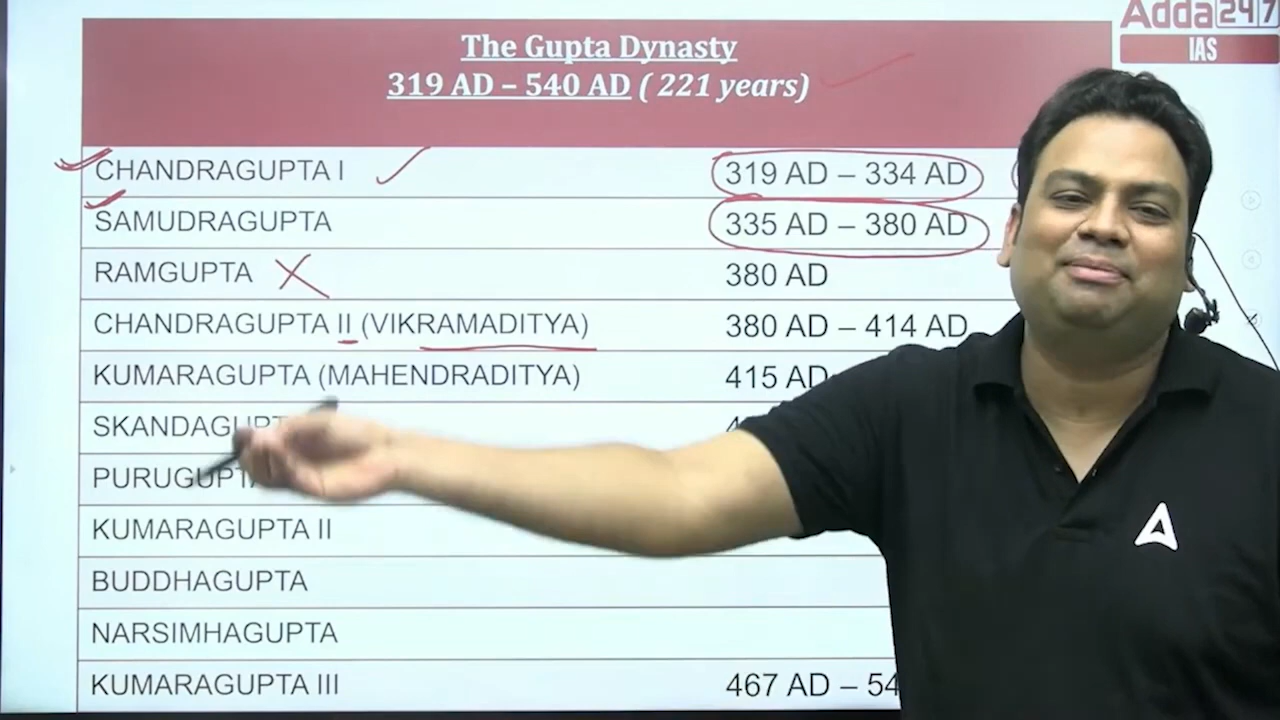 Adda 247
IAS
The Gupta Dynasty
319 AD – 540 AD ( 221 years)
CHANDRAGUPTA I 319 AD – 334 AD
SAMUDRAGUPTA 335 AD – 380 AD
RAMGUPTA 380 AD
CHANDRAGUPTA II (VIKRAMADITYA) 380 AD – 414 AD
KUMARAGUPTA (MAHENDRADITYA) 415 AD
KUMARAGUPTA II
BUDDHAGUPTA
NARSIMHAGUPTA
KUMARAGUPTA III 467 AD –